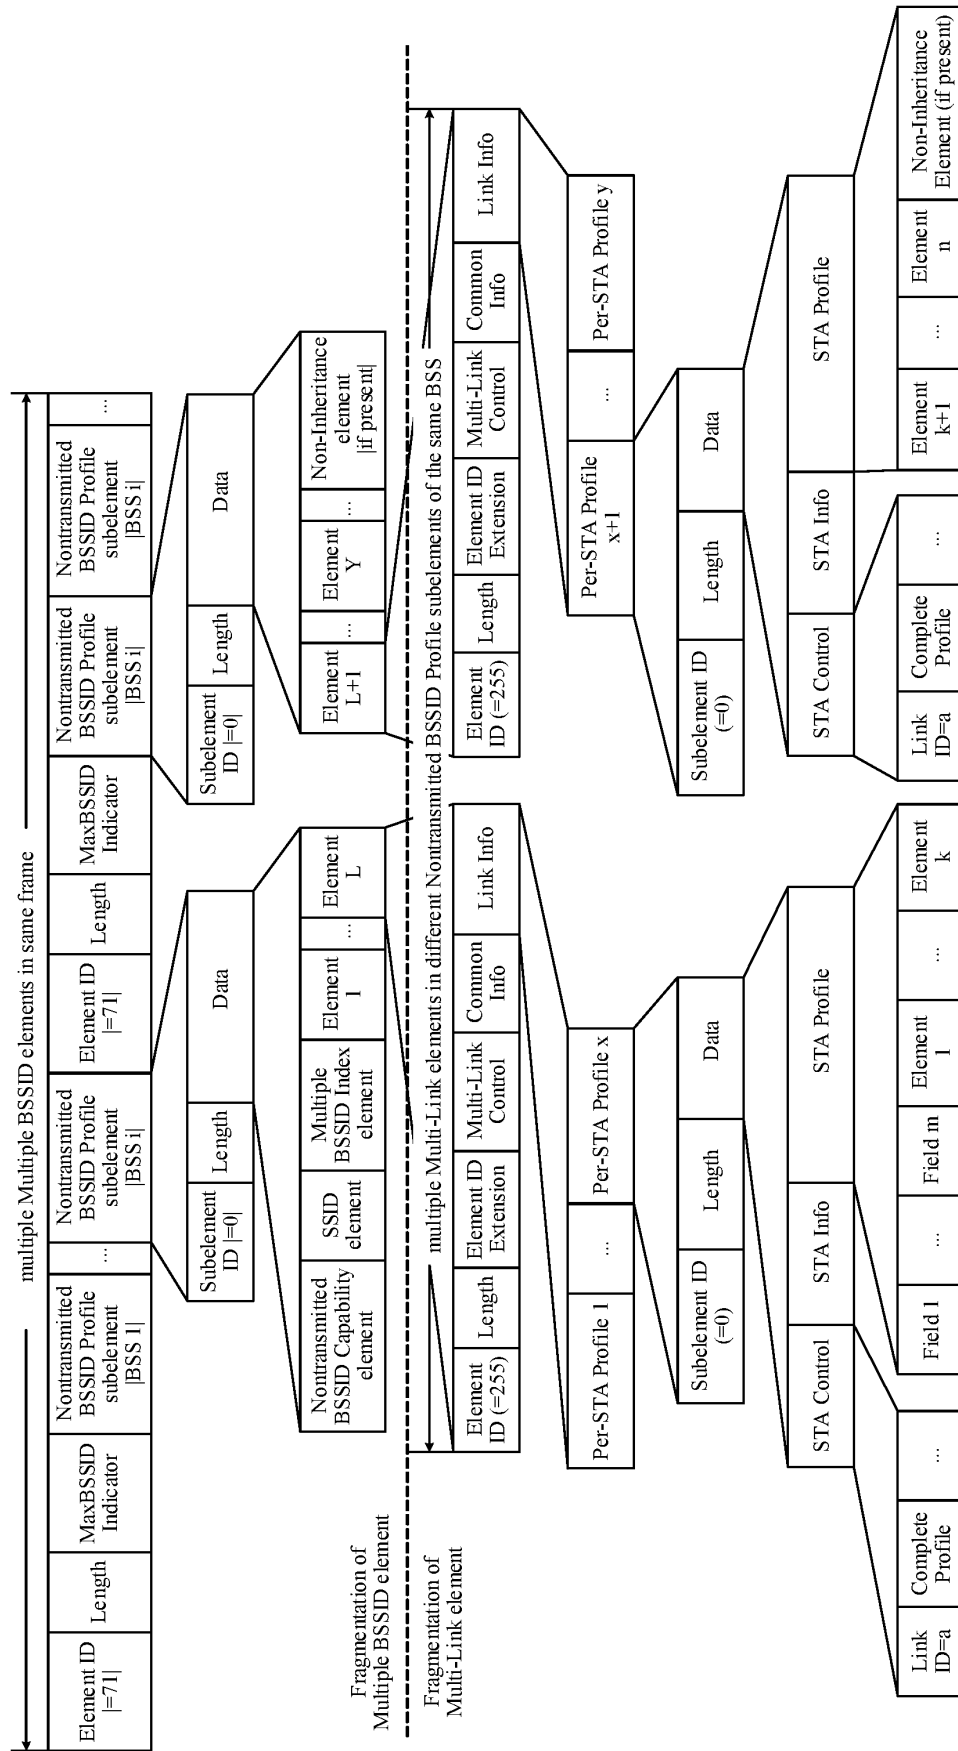 multiple Multiple BSSID elements in same frame
Element ID
|=71|
Length
MaxBSSID
Indicator
Nontransmitted
BSSID Profile
subelement
|BSS 1|
...
Nontransmitted
BSSID Profile
subelement
|BSS i|
Element ID
|=71|
Length
MaxBSSID
Indicator
Nontransmitted
BSSID Profile
subelement
|BSS i|
Nontransmitted
BSSID Profile
subelement
|BSS i|
...
Subelement
ID |=0|
Length
Data
Subelement
ID |=0|
Length
Data
Nontransmitted
BSSID Capability
element
SSID
element
Multiple
BSSID Index
element
Element
1
...
Element
L
Element
L+1
...
Element
Y
...
Non-Inheritance
element
|if present|
Fragmentation of
Multiple BSSID element
Fragmentation of
Multi-Link element
multiple Multi-Link elements in different Nontransmitted BSSID Profile subelements of the same BSS
Element
ID (=255)
Length
Element ID
Extension
Multi-Link
Control
Common
Info
Link Info
Element
ID (=255)
Length
Element ID
Extension
Multi-Link
Control
Common
Info
Link Info
Per-STA Profile 1
...
Per-STA Profile x
Per-STA Profile
x+1
...
Per-STA Profile y
Subelement ID
(=0)
Length
Data
Subelement ID
(=0)
Length
Data
STA Control
STA Info
STA Profile
STA Control
STA Info
STA Profile
Link
ID=a
Complete
Profile
...
Field 1
...
Field m
Element
1
...
Element
k
Link
ID=a
Complete
Profile
...
Element
k+1
...
Element
n
Non-Inheritance
Element (if present)